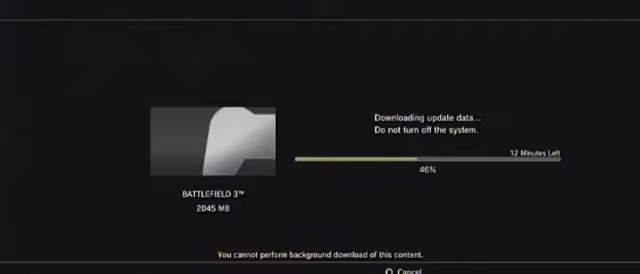 Downloading update data...
Do not turn off the system.
12 Minutes Left
46%
BATTLEFIELD 3™
2045 MB
You cannot perform background download of this content.
Cancel